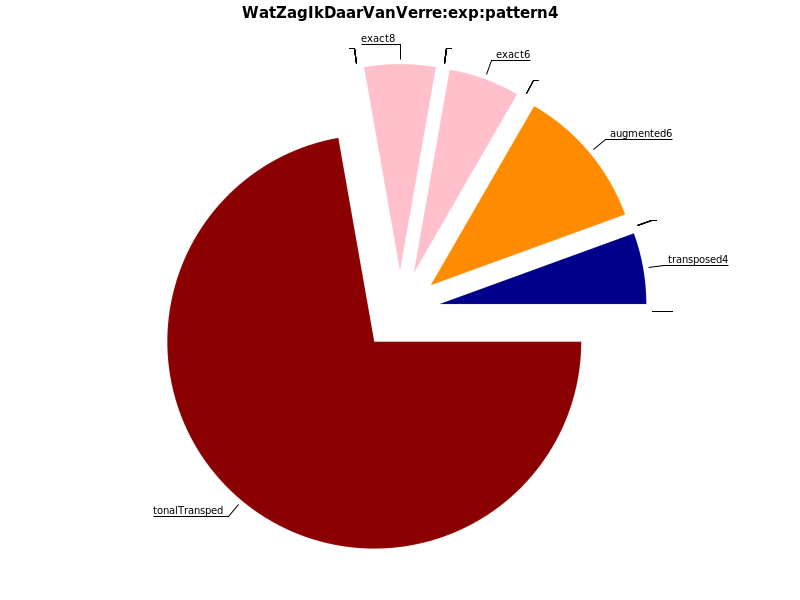 WatZagIkDaarVanVerre:exp:pattern4
exact8
exact6
augmented6
transposed4
tonalTransped